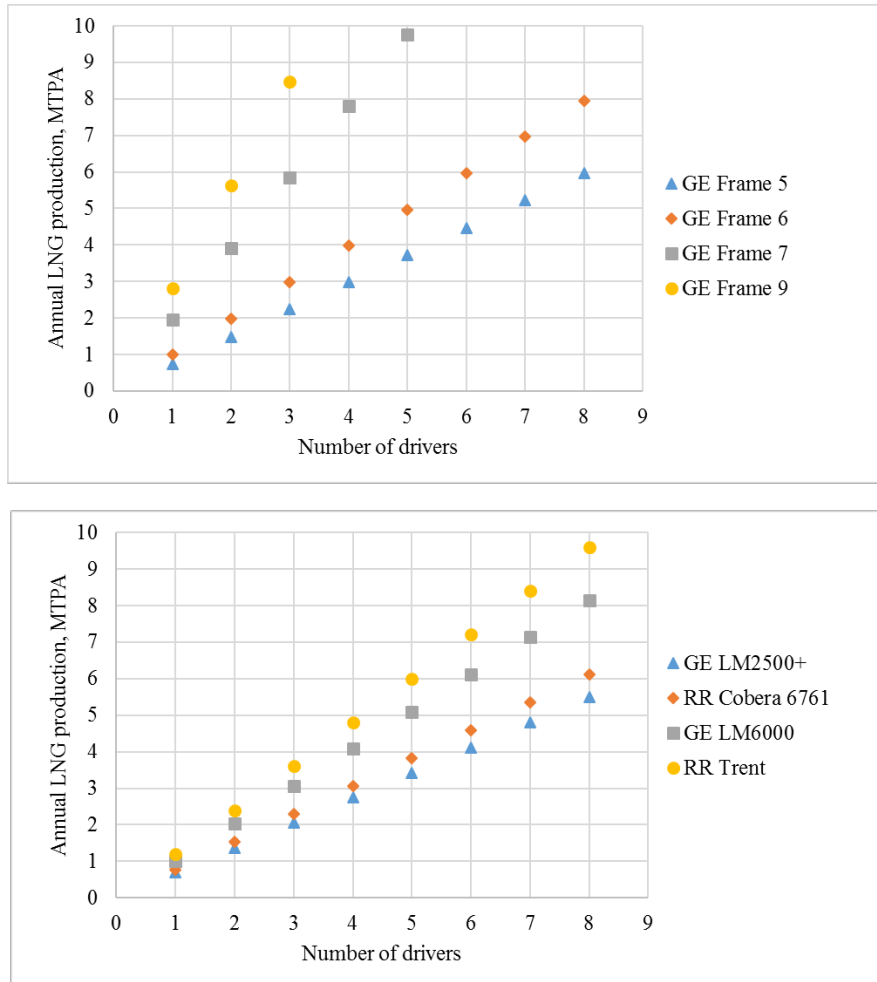 Annual LNG production, MTPA
10
9
8
7
6
5
4
3
2
1
0
0 1 2 3 4 5 6 7 8 9
Number of drivers
GE Frame 5
GE Frame 6
GE Frame 7
GE Frame 9
Annual LNG production, MTPA
10
9
8
7
6
5
4
3
2
1
0
0 1 2 3 4 5 6 7 8 9
Number of drivers
GE LM2500+
RR Cobera 6761
GE LM6000
RR Trent